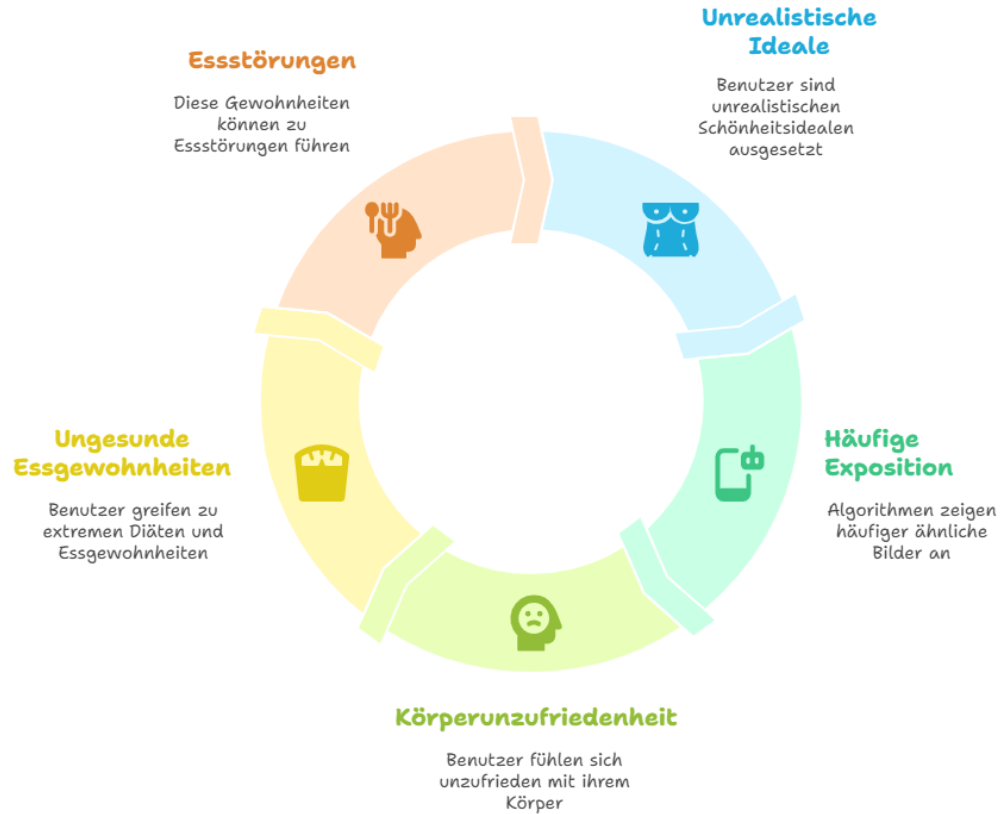 Unrealistische
Ideale
Benutzer sind
unrealistischen
Schönheitsidealen
ausgesetzt
Häufige
Exposition
Algorithmen zeigen
häufiger ähnliche
Bilder an
Körperunzufriedenheit
Benutzer fühlen sich
unzufrieden mit ihrem
Körper
Ungesunde
Essgewohnheiten
Benutzer greifen zu
extremen Diäten und
Essgewohnheiten
Essstörungen
Diese Gewohnheiten
können zu
Essstörungen führen